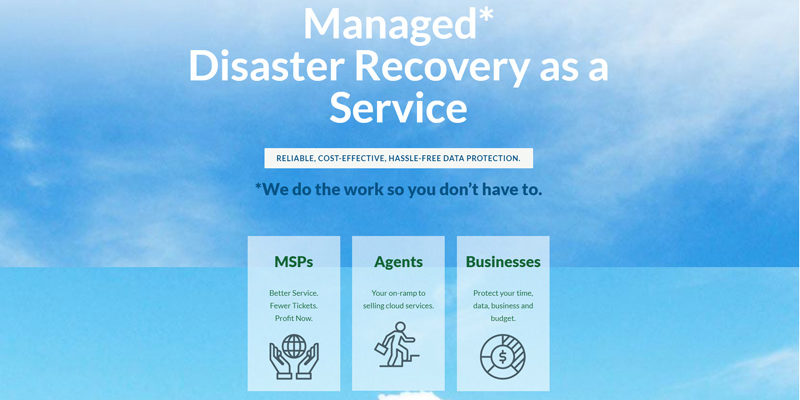 Managed*
Disaster Recovery as a
Service
RELIABLE, COST-EFFECTIVE, HASSLE-FREE DATA PROTECTION.
*We do the work so you don’t have to.
MSPs
Better Service.
Fewer Tickets.
Profit Now.
Agents
Your on-ramp to
selling cloud services.
Businesses
Protect your time,
data, business and
budget.
$